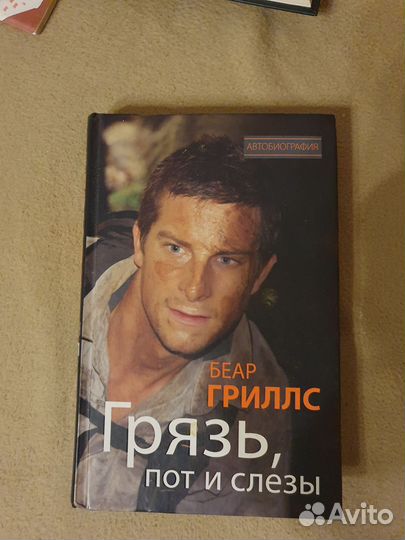 АВТОБИОГРАФИЯ
БЕАР
ГРИЛЛС
Грязь,
пот и слезы
Avito